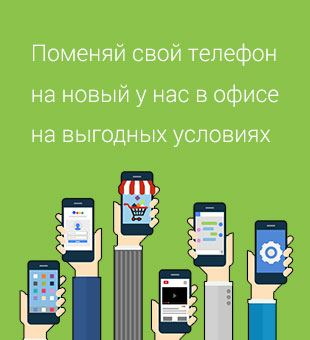 Поменяй свой телефон
на новый у нас в офисе
на выгодных условиях